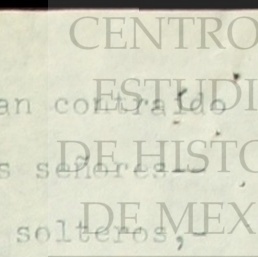 CENTRO
ESTUDI
an contraído
DE HISTO
s señores--
DE MEX
solteros,-